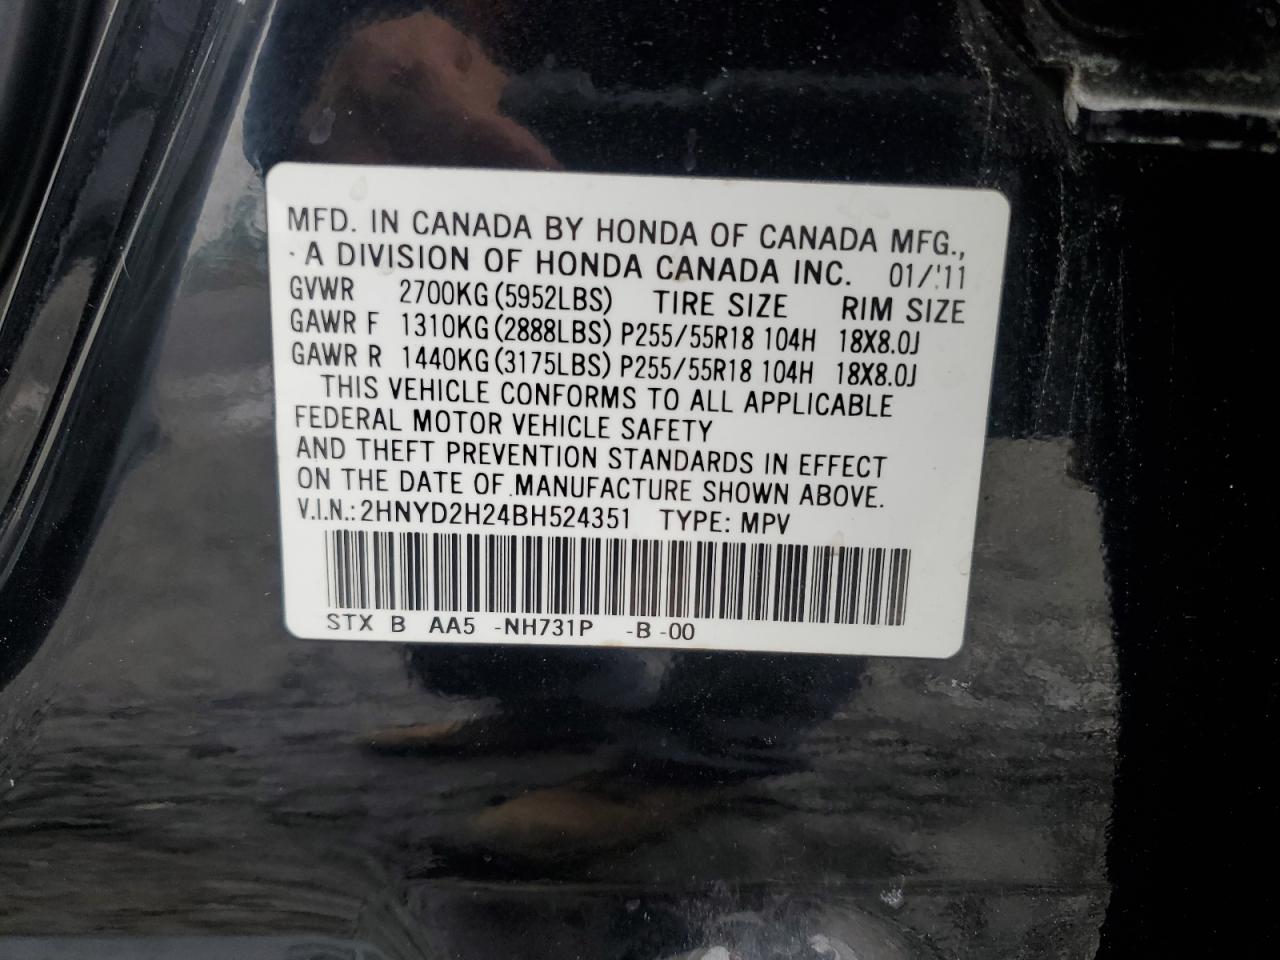 MFD. IN CANADA BY HONDA OF CANADA MFG.,
A DIVISION OF HONDA CANADA INC. 01/'11
GVWR 2700KG(5952LBS) TIRE SIZE RIM SIZE
GAWR F 1310KG(2888LBS) P255/55R18 104H 18X8.0J
GAWR R 1440KG(3175LBS) P255/55R18 104H 18X8.0J
THIS VEHICLE CONFORMS TO ALL APPLICABLE
FEDERAL MOTOR VEHICLE SAFETY
AND THEFT PREVENTION STANDARDS IN EFFECT
ON THE DATE OF MANUFACTURE SHOWN ABOVE.
V.I.N.: 2HNYD2H24BH524351 TYPE: MPV
STX B AA5 -NH731P -B -00